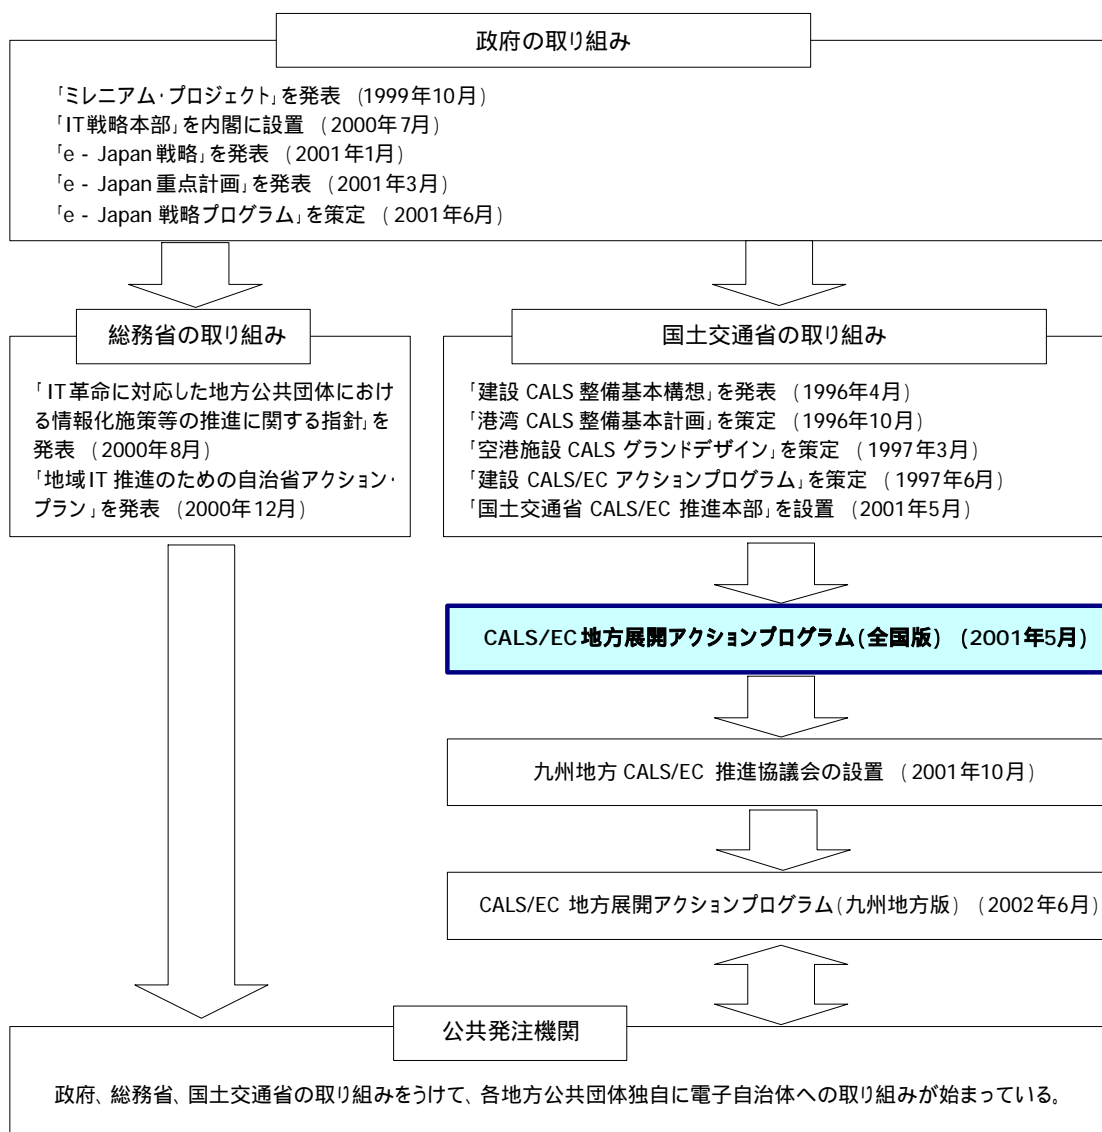 政府の取り組み
「ミレニアム・プロジェクト」を発表 (1999年10月)
「IT戦略本部」を内閣に設置 (2000年7月)
「e - Japan 戦略」を発表 (2001年1月)
「e - Japan 重点計画」を発表 (2001年3月)
「e - Japan 戦略プログラム」を策定 (2001年6月)
総務省の取り組み
「IT革命に対応した地方公共団体におけ
る情報化施策等の推進に関する指針」を
発表 (2000年8月)
「地域IT 推進のための自治省アクション・
プラン」を発表 (2000年12月)
国土交通省の取り組み
「建設 CALS 整備基本構想」を発表 (1996年4月)
「港湾 CALS 整備基本計画」を策定 (1996年10月)
「空港施設 CALS グランドデザイン」を策定 (1997年3月)
「建設 CALS/EC アクションプログラム」を策定 (1997年6月)
「国土交通省 CALS/EC 推進本部」を設置 (2001年5月)
CALS/EC 地方展開アクションプログラム(全国版) (2001年5月)
九州地方 CALS/EC 推進協議会の設置 (2001年10月)
CALS/EC 地方展開アクションプログラム(九州地方版) (2002年6月)
公共発注機関
政府、総務省、国土交通省の取り組みをうけて、各地方公共団体独自に電子自治体への取り組みが始まっている。